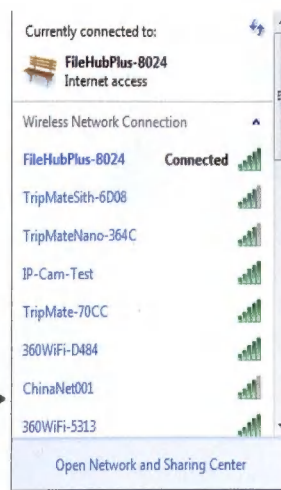 Currently connected to:
FileHubPlus-8024
Internet access
Wireless Network Connection
FileHubPlus-8024 Connected
TripMateSith-6D08
TripMateNano-364C
IP-Cam-Test
TripMate-70CC
360WiFi-D484
ChinaNet001
360WiFi-5313
Open Network and Sharing Center